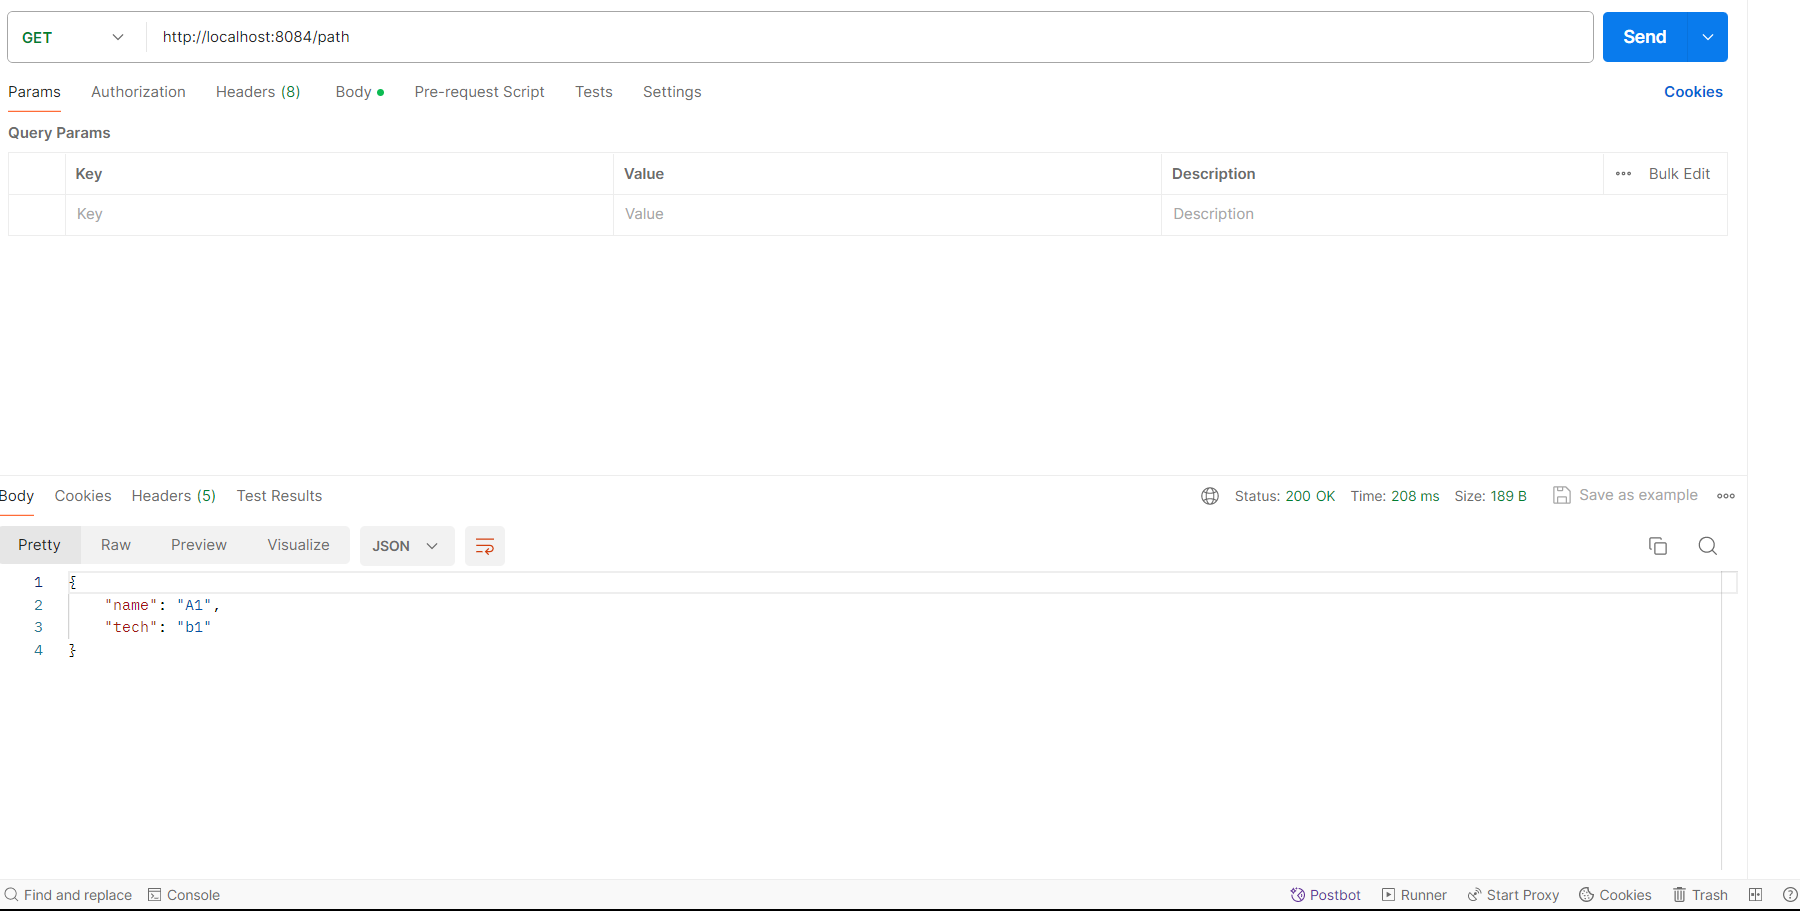 GET http://localhost:8084/path Send
Params Authorization Headers (8) Body Pre-request Script Tests Settings Cookies
Query Params
Key Value Description Bulk Edit
Key Value Description
Body Cookies Headers (5) Test Results Status: 200 OK Time: 208 ms Size: 189 B Save as example
Pretty Raw Preview Visualize JSON
1 {
2 "name": "A1",
3 "tech": "b1"
4 }
Find and replace Console Postbot Runner Start Proxy Cookies Trash